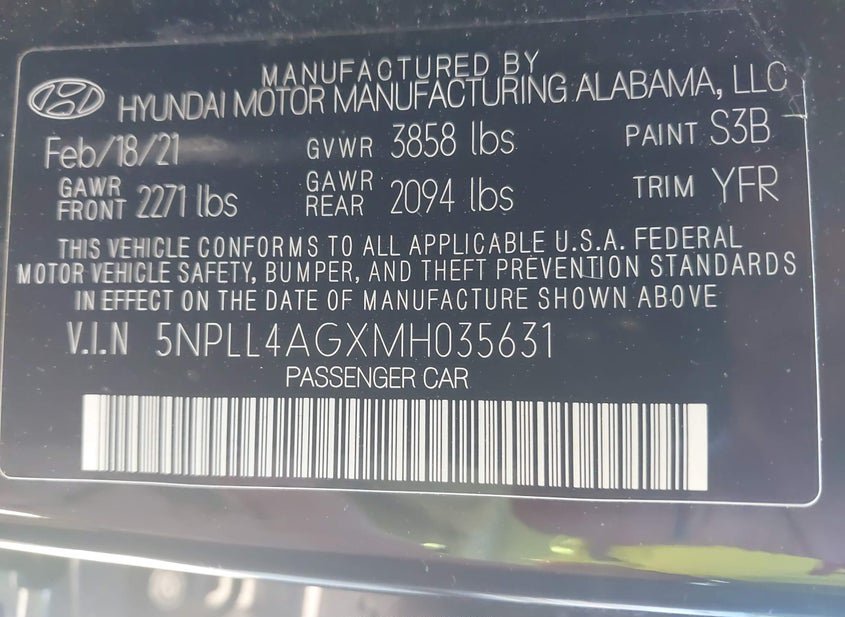 MANUFACTURED BY
HYUNDAI MOTOR MANUFACTURING ALABAMA, LLC
Feb/18/21 GVWR 3858 lbs PAINT S3B
GAWR FRONT 2271 lbs GAWR REAR 2094 lbs TRIM YFR
THIS VEHICLE CONFORMS TO ALL APPLICABLE U.S.A. FEDERAL
MOTOR VEHICLE SAFETY, BUMPER, AND THEFT PREVENTION STANDARDS
IN EFFECT ON THE DATE OF MANUFACTURE SHOWN ABOVE
V.I.N 5NPLL4AGXMH035631
PASSENGER CAR